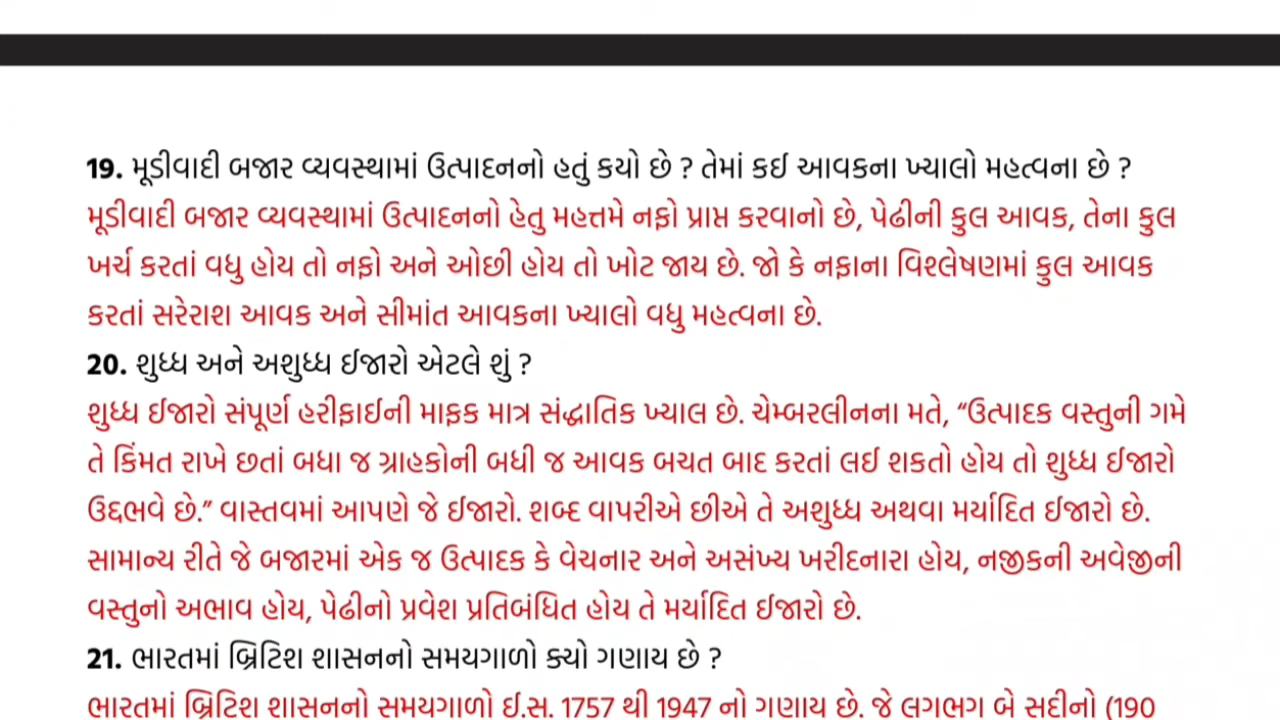 19. મૂડીવાદી બજાર વ્યવસ્થામાં ઉત્પાદનનો હતું કયો છે ? તેમાં કઈ આવકના ખ્યાલો મહત્વના છે ?
મૂડીવાદી બજાર વ્યવસ્થામાં ઉત્પાદનનો હેતુ મહત્તમે નફો પ્રાપ્ત કરવાનો છે, પેઢીની કુલ આવક, તેના કુલ
ખર્ચ કરતાં વધુ હોય તો નફો અને ઓછી હોય તો ખોટ જાય છે. જો કે નફાના વિશ્લેષણમાં કુલ આવક
કરતાં સરેરાશ આવક અને સીમાંત આવકના ખ્યાલો વધુ મહત્વના છે.
20. શુધ્ધ અને અશુધ્ધ ઈજારો એટલે શું ?
શુધ્ધ ઈજારો સંપૂર્ણ હરીફાઈની માફક માત્ર સંદ્ધાતિક ખ્યાલ છે. ચેમ્બરલીનના મતે, “ઉત્પાદક વસ્તુની ગમે
તે કિંમત રાખે છતાં બધા જ ગ્રાહકોની બધી જ આવક બચત બાદ કરતાં લઈ શકતો હોય તો શુધ્ધ ઈજારો
ઉદ્દભવે છે.” વાસ્તવમાં આપણે જે ઈજારો. શબ્દ વાપરીએ છીએ તે અશુધ્ધ અથવા મર્યાદિત ઈજારો છે.
સામાન્ય રીતે જે બજારમાં એક જ ઉત્પાદક કે વેચનાર અને અસંખ્ય ખરીદનારા હોય, નજીકની અવેજીની
વસ્તુનો અભાવ હોય, પેઢીનો પ્રવેશ પ્રતિબંધિત હોય તે મર્યાદિત ઈજારો છે.
21. ભારતમાં બ્રિટિશ શાસનનો સમયગાળો ક્યો ગણાય છે ?
ભારતમાં બ્રિટિશ શાસનનો સમયગાળો ઈ.સ. 1757 થી 1947 નો ગણાય છે. જે લગભગ બે સદીનો (190